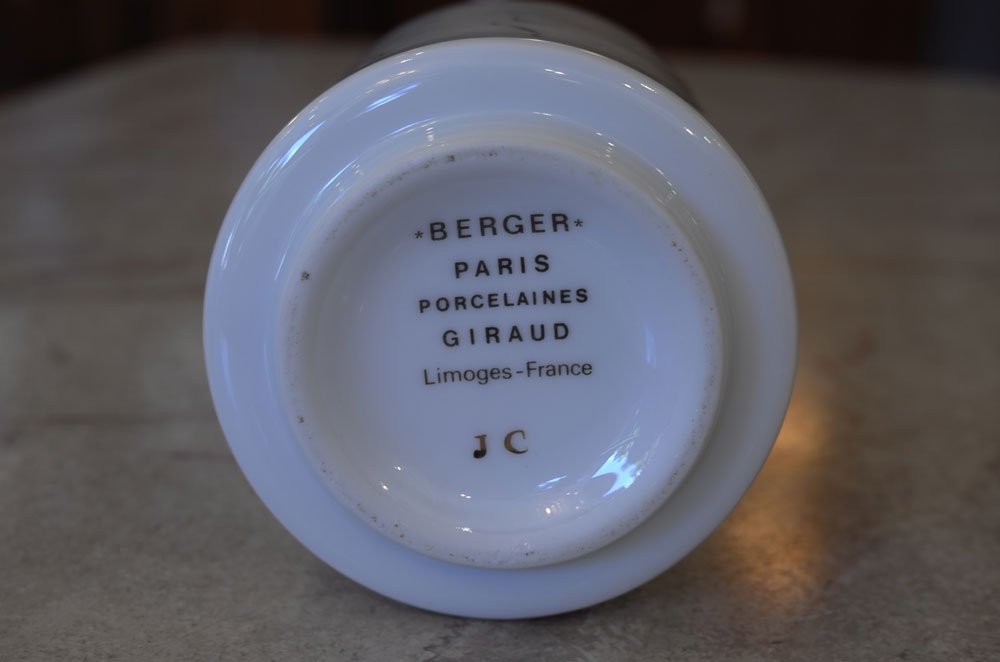 *BERGER*
PARIS
PORCELAINES
GIRAUD
Limoges-France
JC